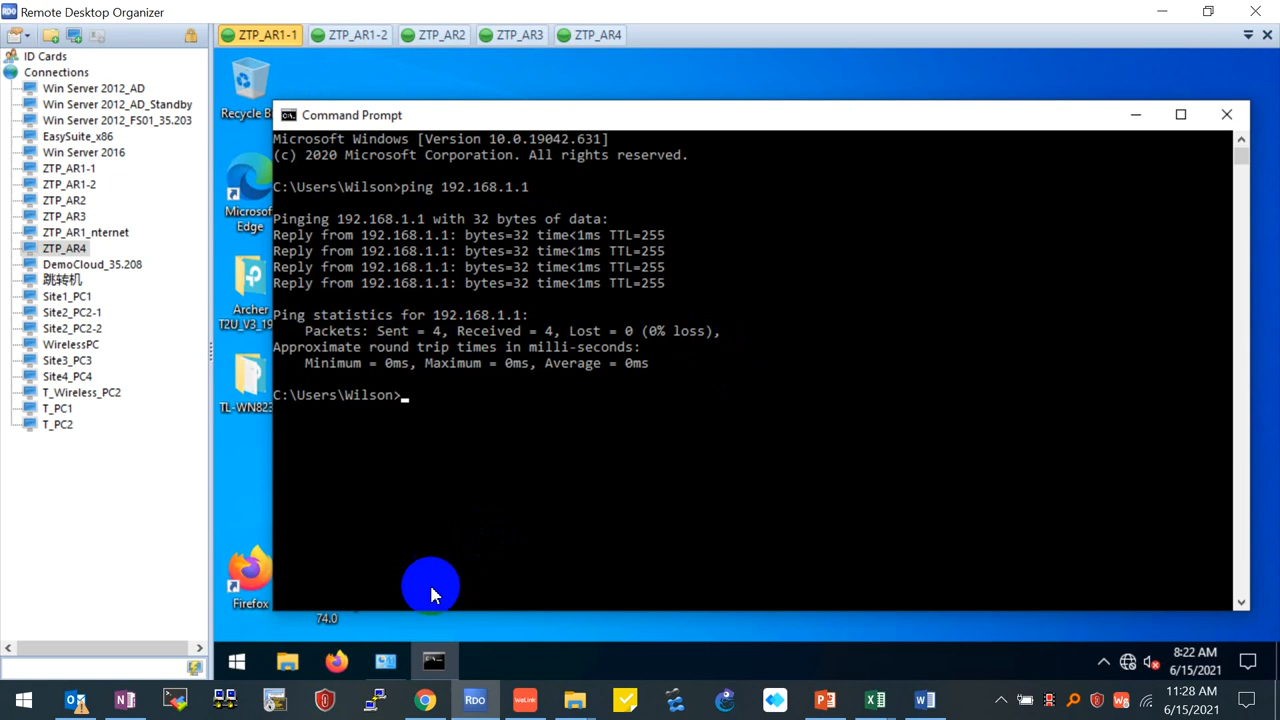 Remote Desktop Organizer
ID Cards
Connections
Win Server 2012_AD
Win Server 2012_AD_Standby
Win Server 2012_FS01_35.203
EasySuite_x86
Win Server 2016
ZTP_AR1-1
ZTP_AR1-2
ZTP_AR2
ZTP_AR3
ZTP_AR1_nternet
ZTP_AR4
DemoCloud_35.208
跳转机
Site1_PC1
Site2_PC2-1
Site2_PC2-2
WirelessPC
Site3_PC3
Site4_PC4
T_Wireless_PC2
T_PC1
T_PC2
ZTP_AR1-1 ZTP_AR1-2 ZTP_AR2 ZTP_AR3 ZTP_AR4
Recycle B
Microsoft
Edge
Archer
T2U_V3_19
TL-WN823
Firefox
74.0
Command Prompt
Microsoft Windows [Version 10.0.19042.631]
(c) 2020 Microsoft Corporation. All rights reserved.
C:\Users\Wilson>ping 192.168.1.1
Pinging 192.168.1.1 with 32 bytes of data:
Reply from 192.168.1.1: bytes=32 time<1ms TTL=255
Reply from 192.168.1.1: bytes=32 time<1ms TTL=255
Reply from 192.168.1.1: bytes=32 time<1ms TTL=255
Reply from 192.168.1.1: bytes=32 time<1ms TTL=255
Ping statistics for 192.168.1.1:
Packets: Sent = 4, Received = 4, Lost = 0 (0% loss),
Approximate round trip times in milli-seconds:
Minimum = 0ms, Maximum = 0ms, Average = 0ms
C:\Users\Wilson>
8:22 AM
6/15/2021
RDO
WeLink
11:28 AM
6/15/2021